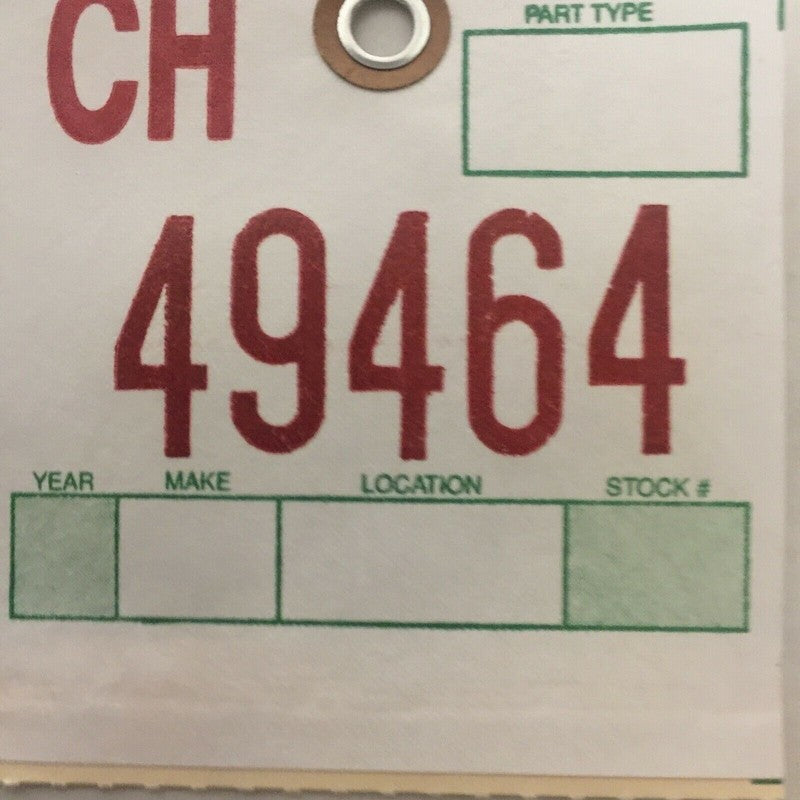 CH
PART TYPE
49464
YEAR MAKE LOCATION STOCK #